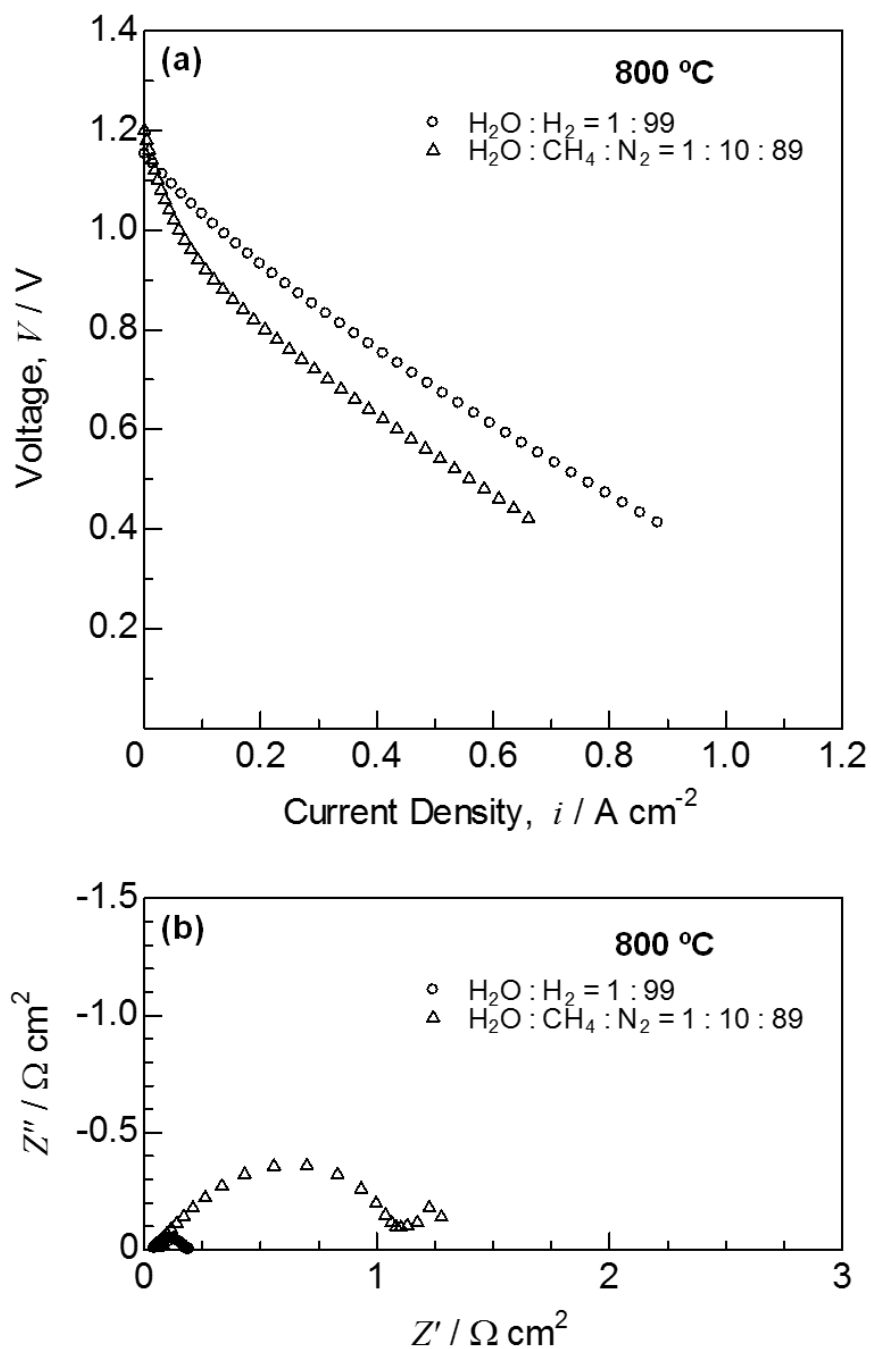 (a)
800 ºC
H₂O : H₂ = 1 : 99
H₂O : CH₄ : N₂ = 1 : 10 : 89
1.4
1.2
1.0
0.8
0.6
0.4
0.2
Voltage, V / V
0 0.2 0.4 0.6 0.8 1.0 1.2
Current Density, i / A cm⁻²
(b)
800 ºC
H₂O : H₂ = 1 : 99
H₂O : CH₄ : N₂ = 1 : 10 : 89
-1.5
-1.0
-0.5
0
Z″ / Ω cm²
0 1 2 3
Z′ / Ω cm²